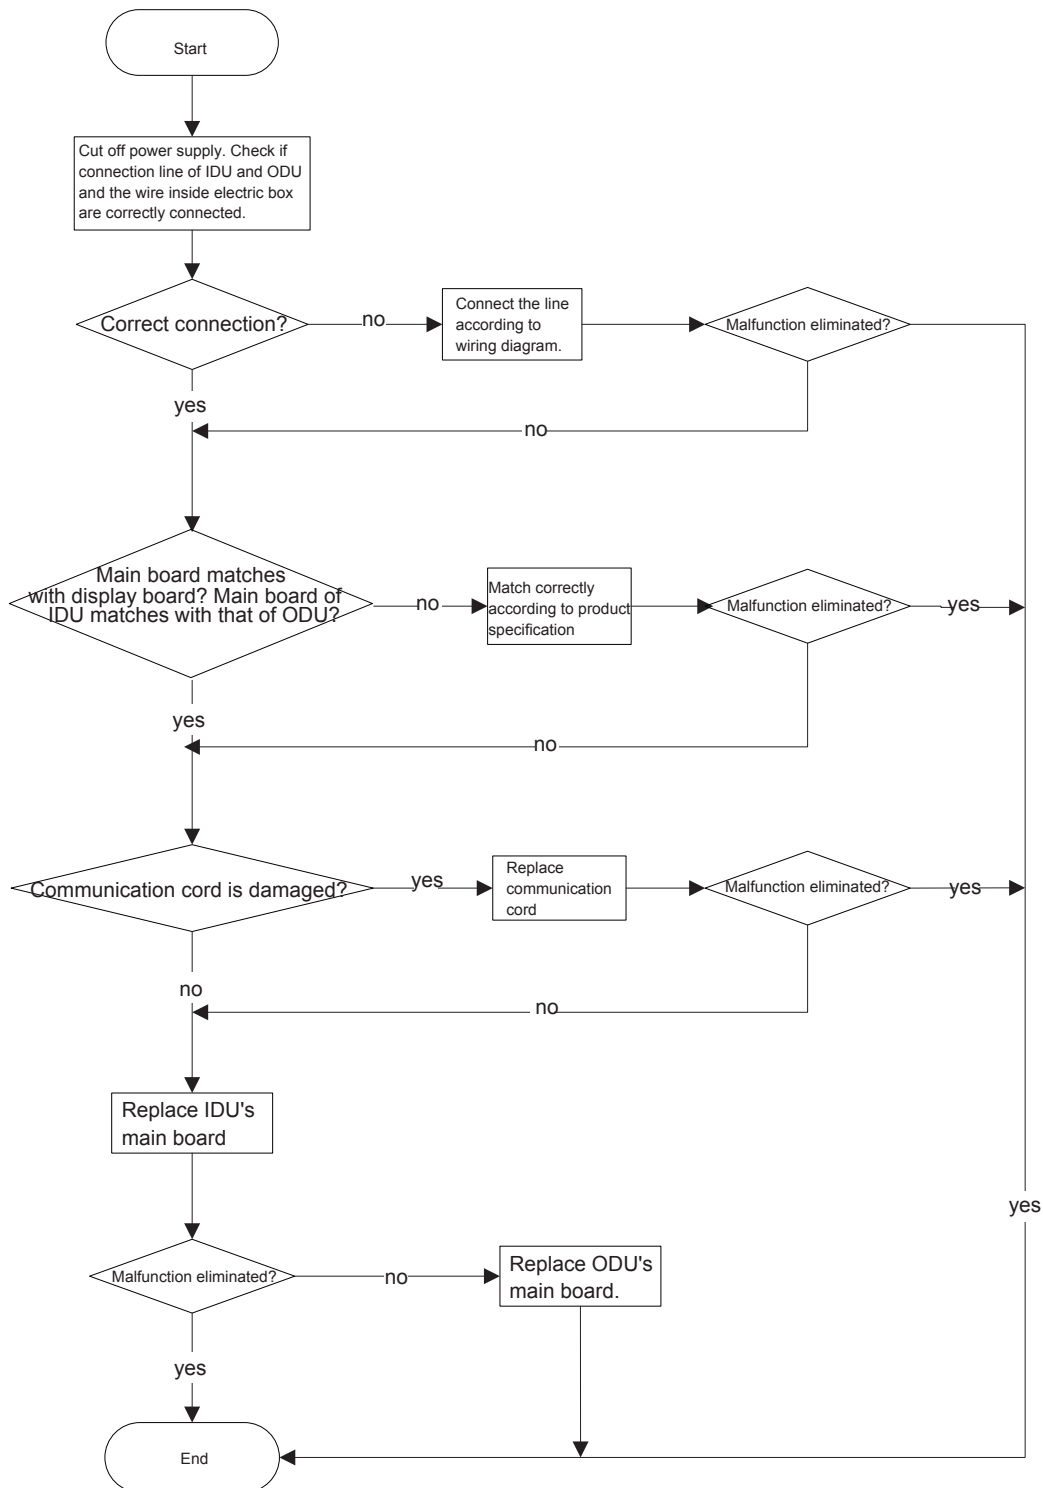 Start
Cut off power supply. Check if
connection line of IDU and ODU
and the wire inside electric box
are correctly connected.
Correct connection?
no
Connect the line
according to
wiring diagram.
Malfunction eliminated?
yes
no
Main board matches
with display board? Main board of
IDU matches with that of ODU?
no
Match correctly
according to product
specification
Malfunction eliminated?
yes
yes
no
Communication cord is damaged?
yes
Replace
communication
cord
Malfunction eliminated?
yes
no
no
Replace IDU's
main board
yes
Malfunction eliminated?
no
Replace ODU's
main board.
yes
End